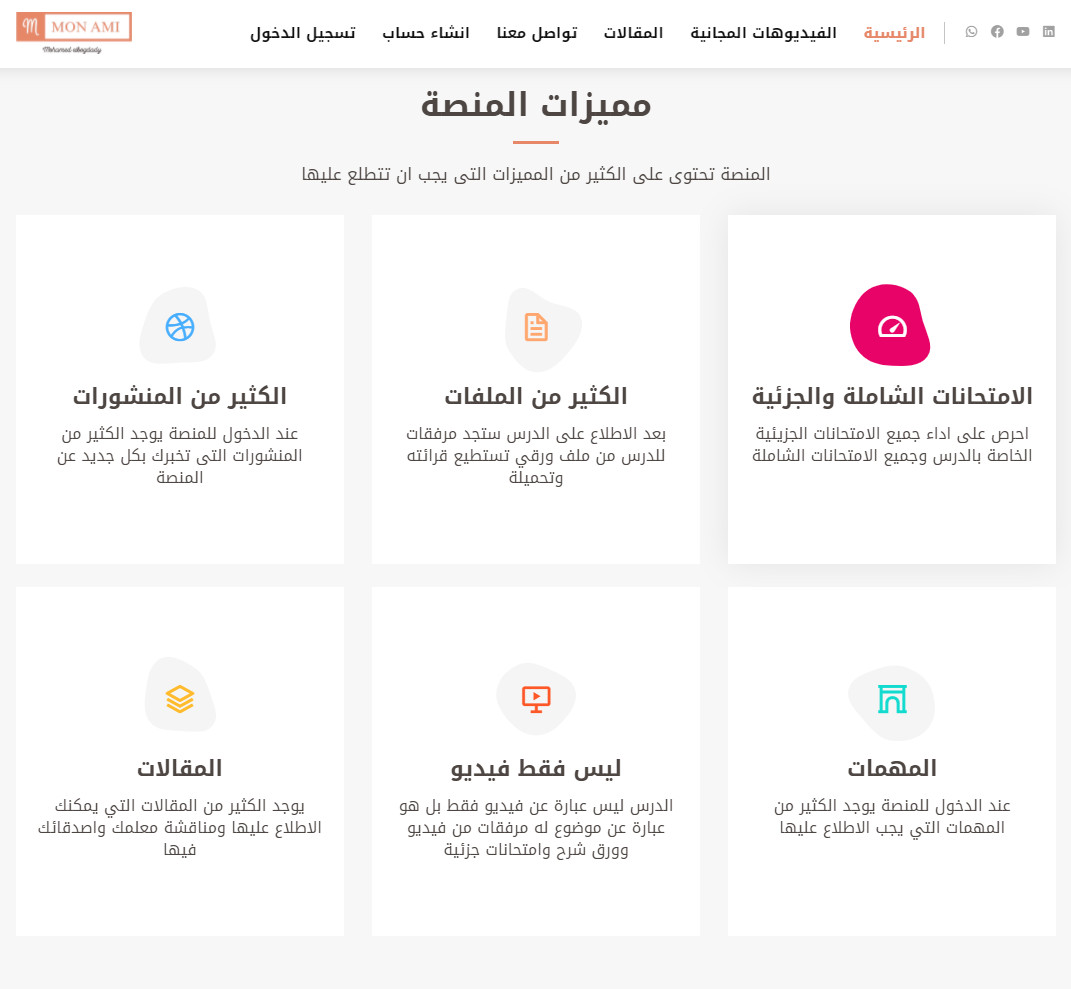 الرئيسية
الفيديوهات المجانية
المقالات
تواصل معنا
انشاء حساب
تسجيل الدخول
M MON AMI
Mohamed elbogdady
مميزات المنصة
المنصة تحتوى على الكثير من المميزات التى يجب ان تتطلع عليها
الامتحانات الشاملة والجزئية
احرص على اداء جميع الامتحانات الجزيئية
الخاصة بالدرس وجميع الامتحانات الشاملة
الكثير من الملفات
بعد الاطلاع على الدرس ستجد مرفقات
للدرس من ملف ورقي تستطيع قرائته
وتحميلة
الكثير من المنشورات
عند الدخول للمنصة يوجد الكثير من
المنشورات التى تخبرك بكل جديد عن
المنصة
المهمات
عند الدخول للمنصة يوجد الكثير من
المهمات التي يجب الاطلاع عليها
ليس فقط فيديو
الدرس ليس عبارة عن فيديو فقط بل هو
عبارة عن موضوع له مرفقات من فيديو
وورق شرح وامتحانات جزئية
المقالات
يوجد الكثير من المقالات التي يمكنك
الاطلاع عليها ومناقشة معلمك واصدقائك
فيها